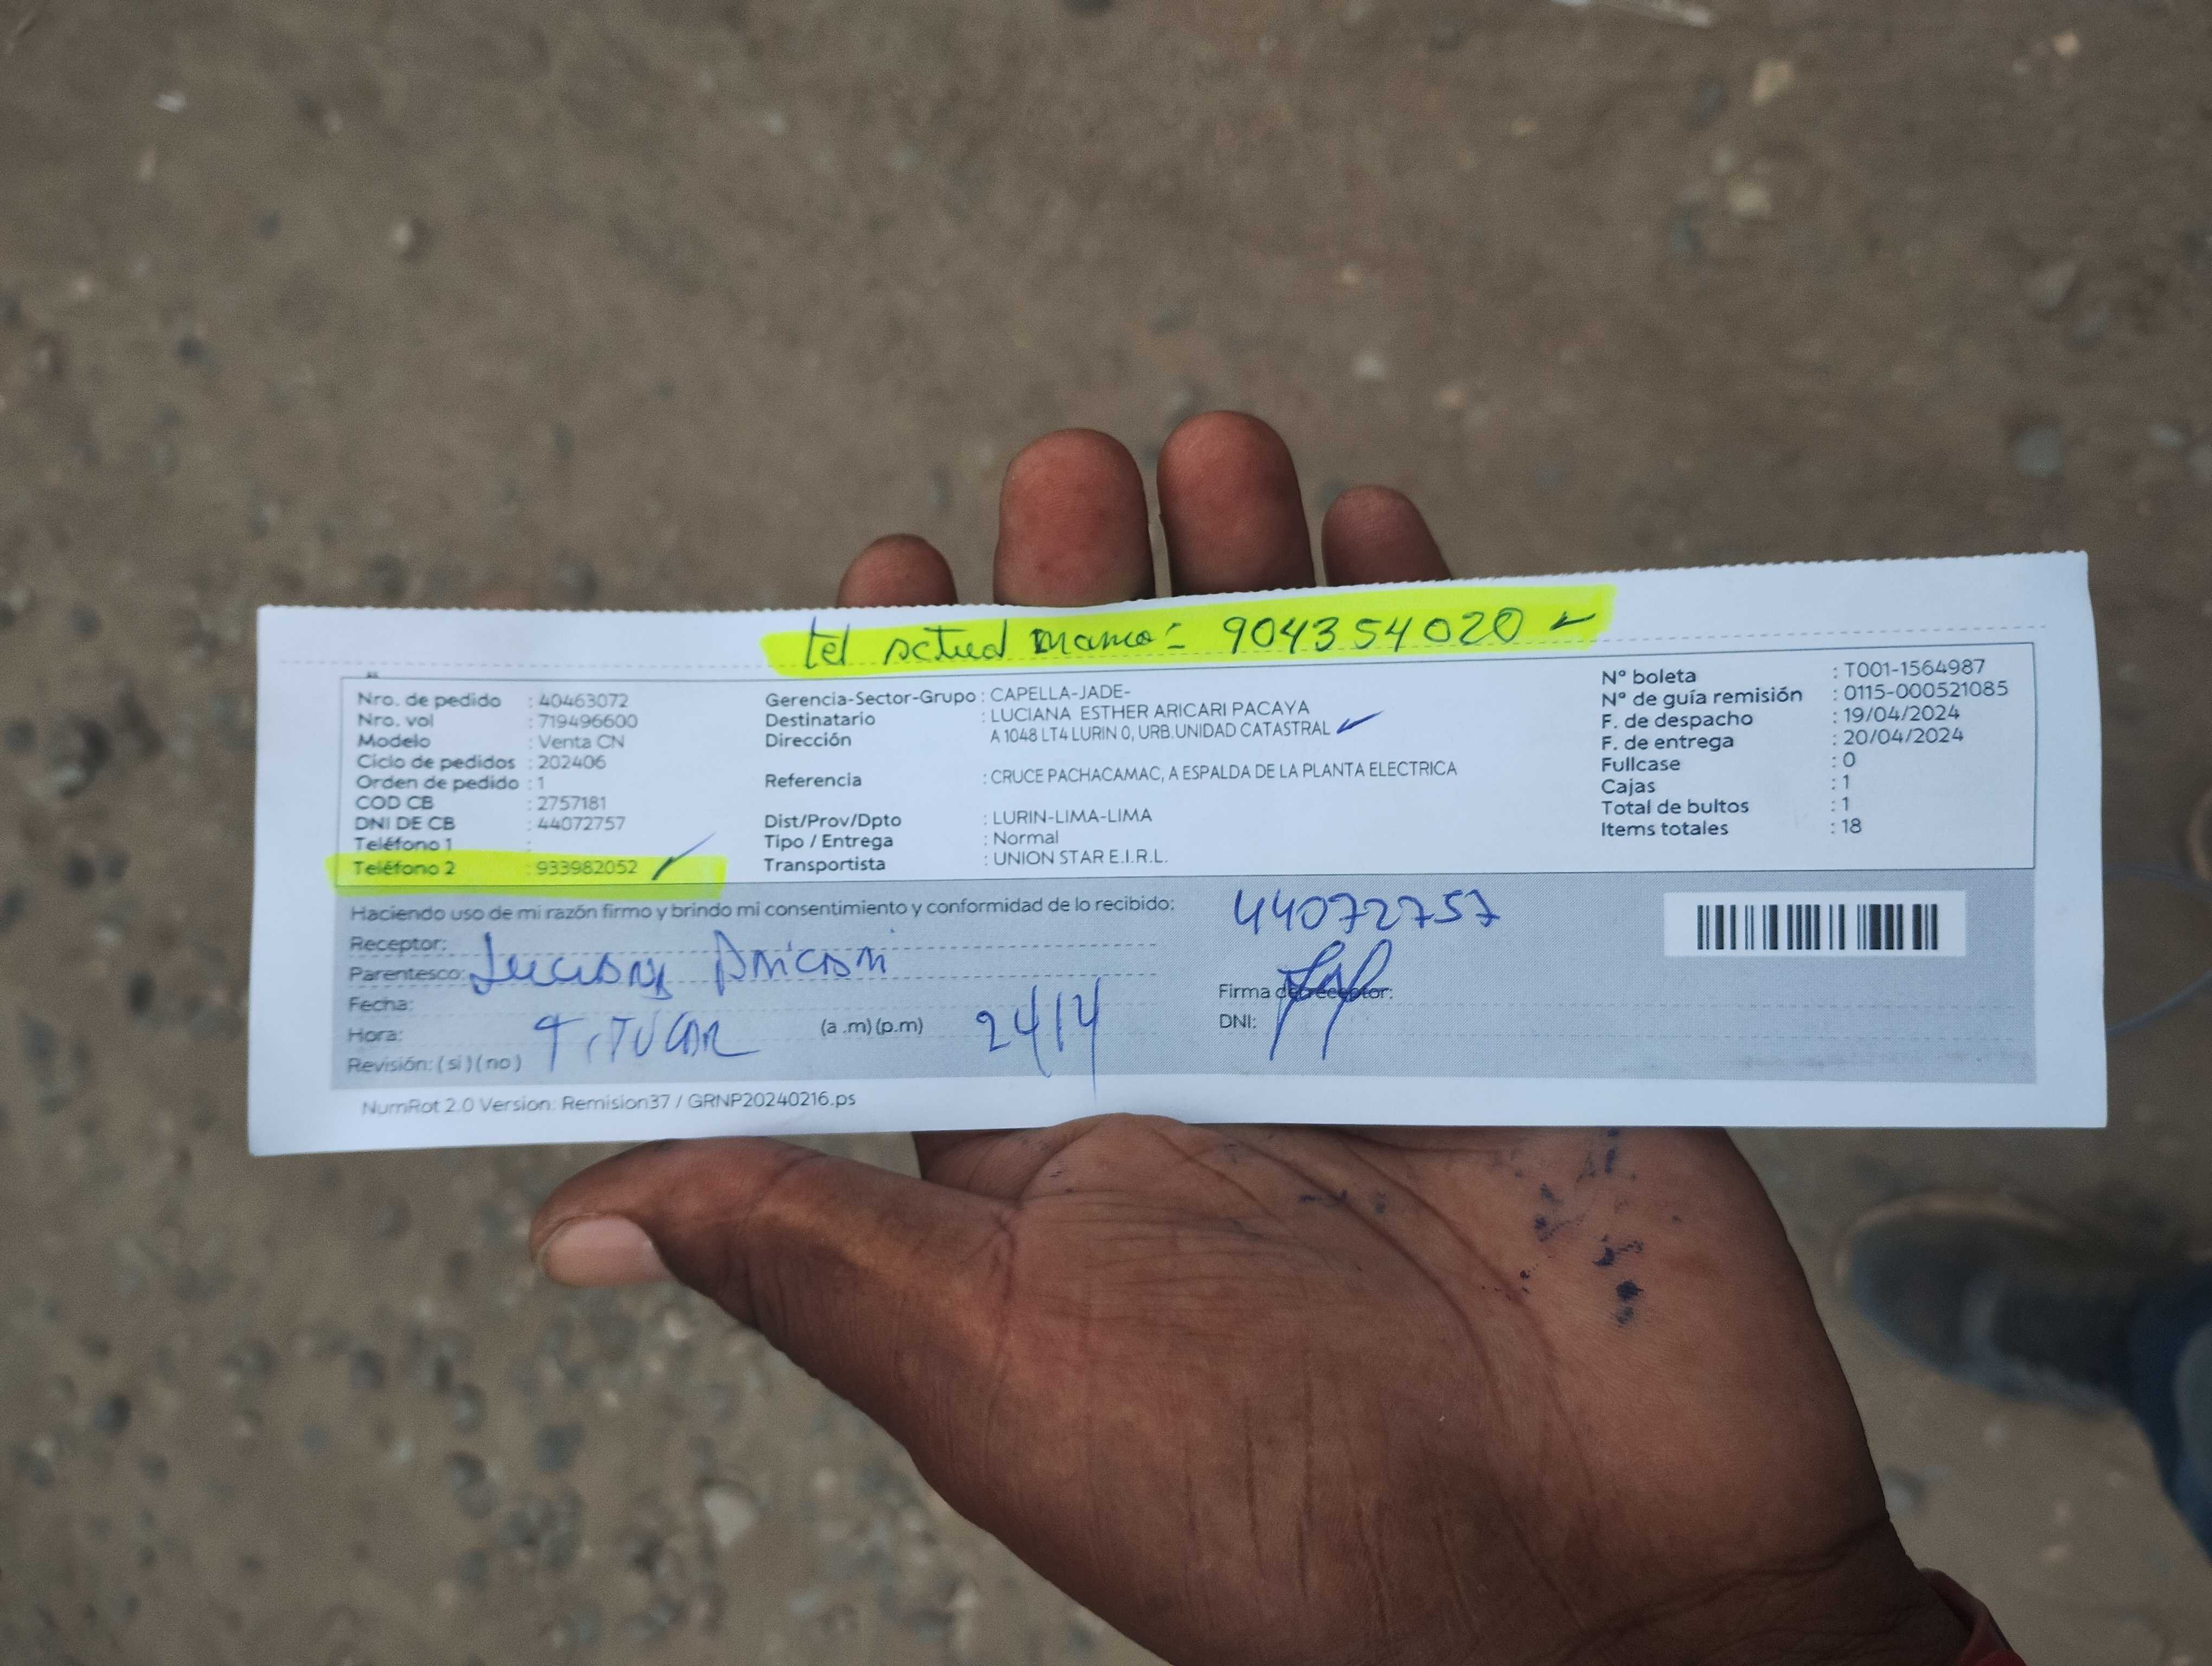 tel actual mamá: 904354020
Nro. de pedido : 40463072
Nro. vol : 719496600
Modelo : Venta CN
Ciclo de pedidos : 202406
Orden de pedido : 1
COD CB : 2757181
DNI DE CB : 44072757
Teléfono 1 :
Teléfono 2 : 933982052
Gerencia-Sector-Grupo : CAPELLA-JADE-
Destinatario : LUCIANA ESTHER ARICARI PACAYA
Dirección A 1048 LT4 LURIN 0, URB.UNIDAD CATASTRAL
Referencia : CRUCE PACHACAMAC, A ESPALDA DE LA PLANTA ELECTRICA
Dist/Prov/Dpto : LURIN-LIMA-LIMA
Tipo / Entrega : Normal
Transportista : UNION STAR E.I.R.L.
Nº boleta : T001-1564987
Nº de guía remisión : 0115-000521085
F. de despacho : 19/04/2024
F. de entrega : 20/04/2024
Fullcase : 0
Cajas : 1
Total de bultos : 1
Items totales : 18
Haciendo uso de mi razón firmo y brindo mi consentimiento y conformidad de lo recibido:
Receptor:
Parentesco: Luciana Aricari
Fecha:
Hora: TITULAR (a .m) (p.m) 24/4
Revisión: ( si ) ( no )
44072757
Firma de receptor:
DNI:
NumRot 2.0 Version: Remision37 / GRNP20240216.ps